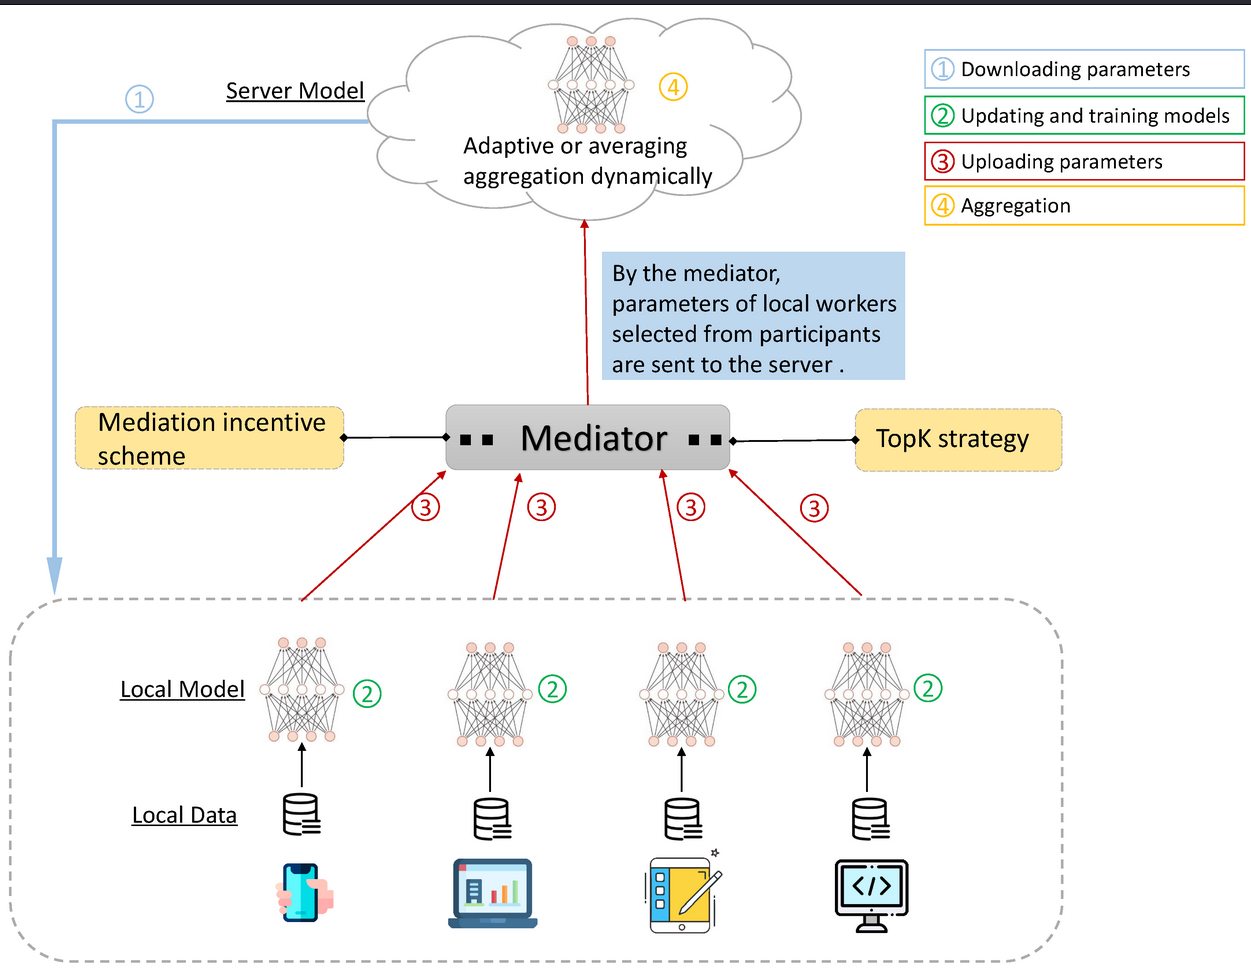 ① Server Model
④
Adaptive or averaging
aggregation dynamically
① Downloading parameters
② Updating and training models
③ Uploading parameters
④ Aggregation
By the mediator,
parameters of local workers
selected from participants
are sent to the server .
Mediation incentive
scheme
Mediator
TopK strategy
③ ③ ③ ③
Local Model ② ② ② ②
Local Data
</>